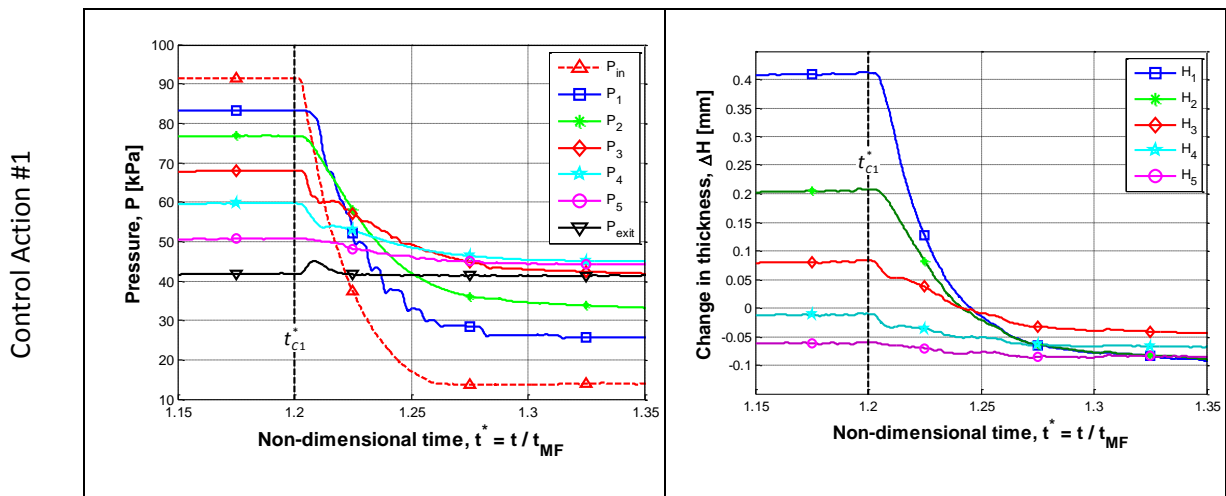 Control Action #1
Pressure, P [kPa]
100
90
80
70
60
50
40
30
20
10
t*C1
P_in
P_1
P_2
P_3
P_4
P_5
P_exit
1.15
1.2
1.25
1.3
1.35
Non-dimensional time, t* = t / t_MF
Change in thickness, ΔH [mm]
0.4
0.35
0.3
0.25
0.2
0.15
0.1
0.05
0
-0.05
-0.1
t*C1
H_1
H_2
H_3
H_4
H_5
1.15
1.2
1.25
1.3
1.35
Non-dimensional time, t* = t / t_MF